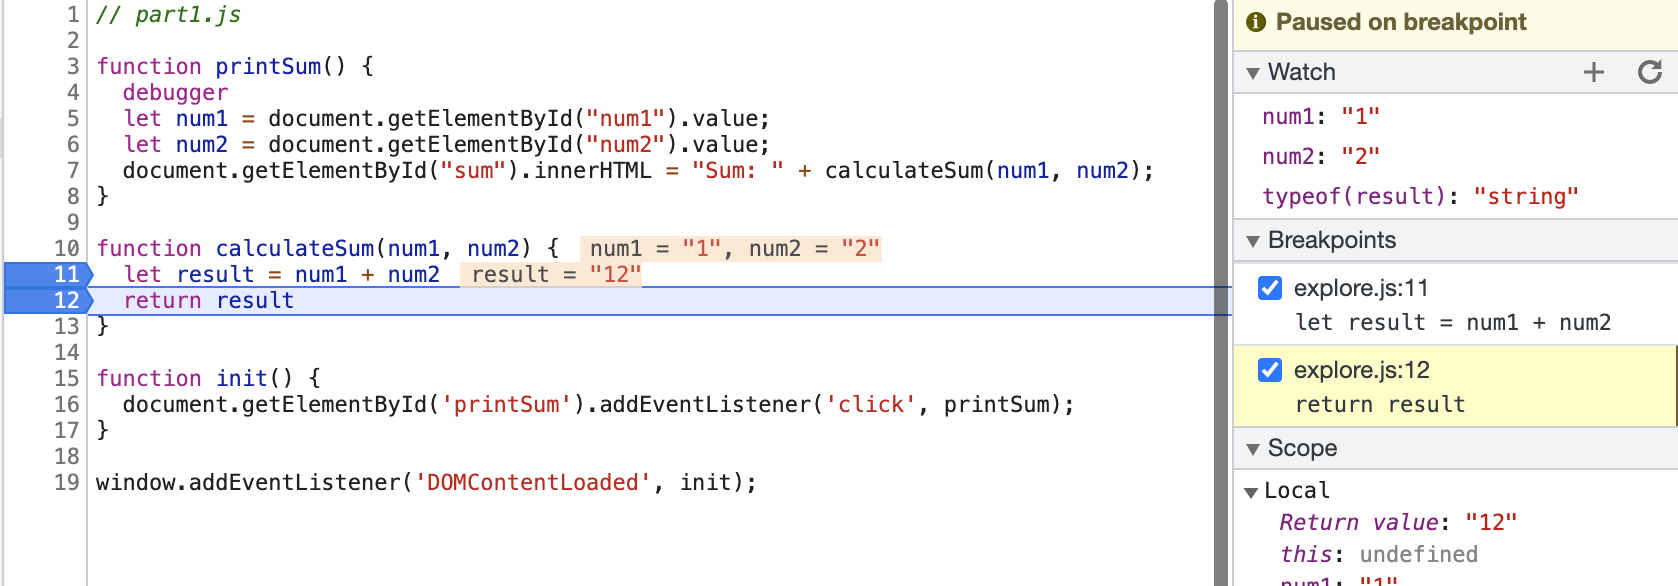 1 // part1.js
2
3 function printSum() {
4 debugger
5 let num1 = document.getElementById("num1").value;
6 let num2 = document.getElementById("num2").value;
7 document.getElementById("sum").innerHTML = "Sum: " + calculateSum(num1, num2);
8 }
9
10 function calculateSum(num1, num2) { num1 = "1", num2 = "2"
11 let result = num1 + num2 result = "12"
12 return result
13 }
14
15 function init() {
16 document.getElementById('printSum').addEventListener('click', printSum);
17 }
18
19 window.addEventListener('DOMContentLoaded', init);
Paused on breakpoint
Watch
num1: "1"
num2: "2"
typeof(result): "string"
Breakpoints
explore.js:11
let result = num1 + num2
explore.js:12
return result
Scope
Local
Return value: "12"
this: undefined
num1: "1"